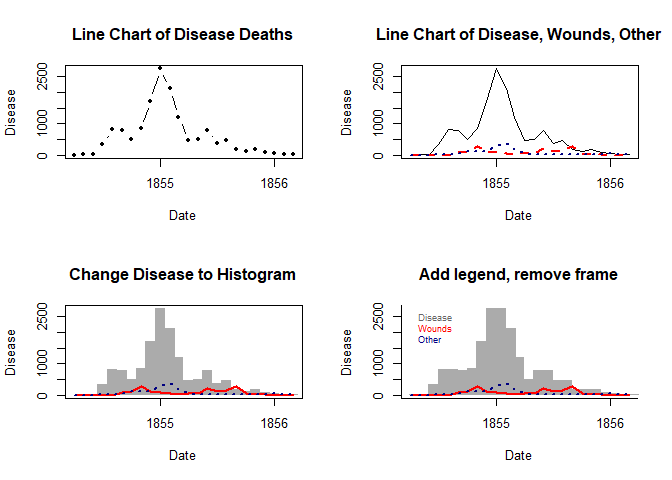 Line Chart of Disease Deaths
Disease
2500
1000
0
1855
1856
Date
Line Chart of Disease, Wounds, Other
Disease
2500
1000
0
1855
1856
Date
Change Disease to Histogram
Disease
2500
1000
0
1855
1856
Date
Add legend, remove frame
Disease
2500
1000
0
Disease
Wounds
Other
1855
1856
Date